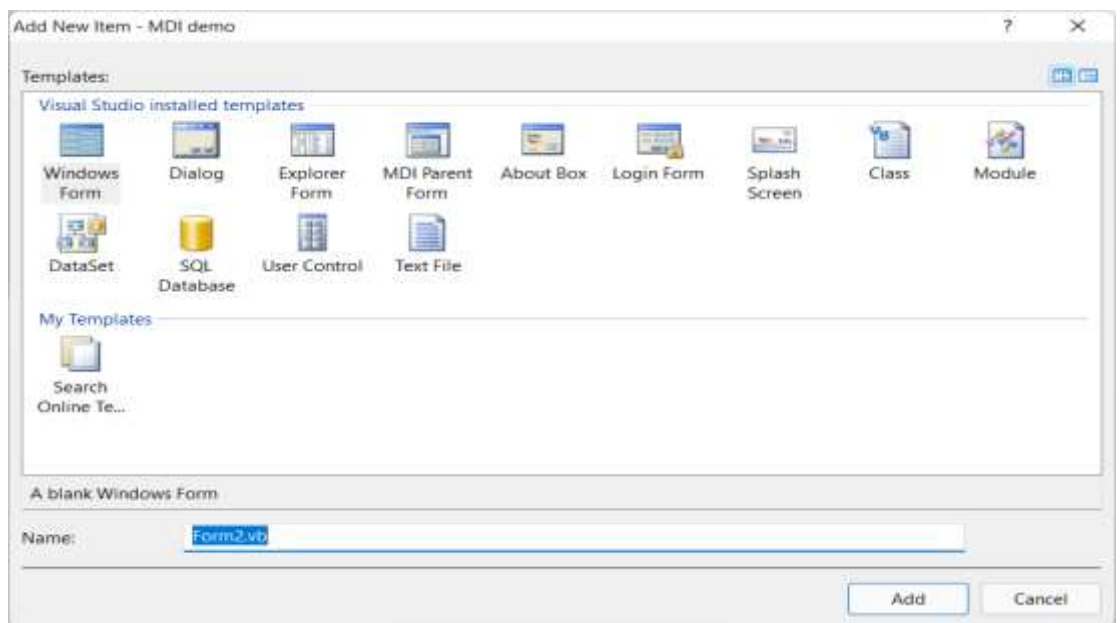 Add New Item - MDI demo
?
Templates:
Visual Studio installed templates
Windows Form
Dialog
Explorer Form
MDI Parent Form
About Box
Login Form
Splash Screen
Class
Module
DataSet
SQL Database
User Control
Text File
My Templates
Search Online Te...
A blank Windows Form
Name:
Form2.vb
Add
Cancel